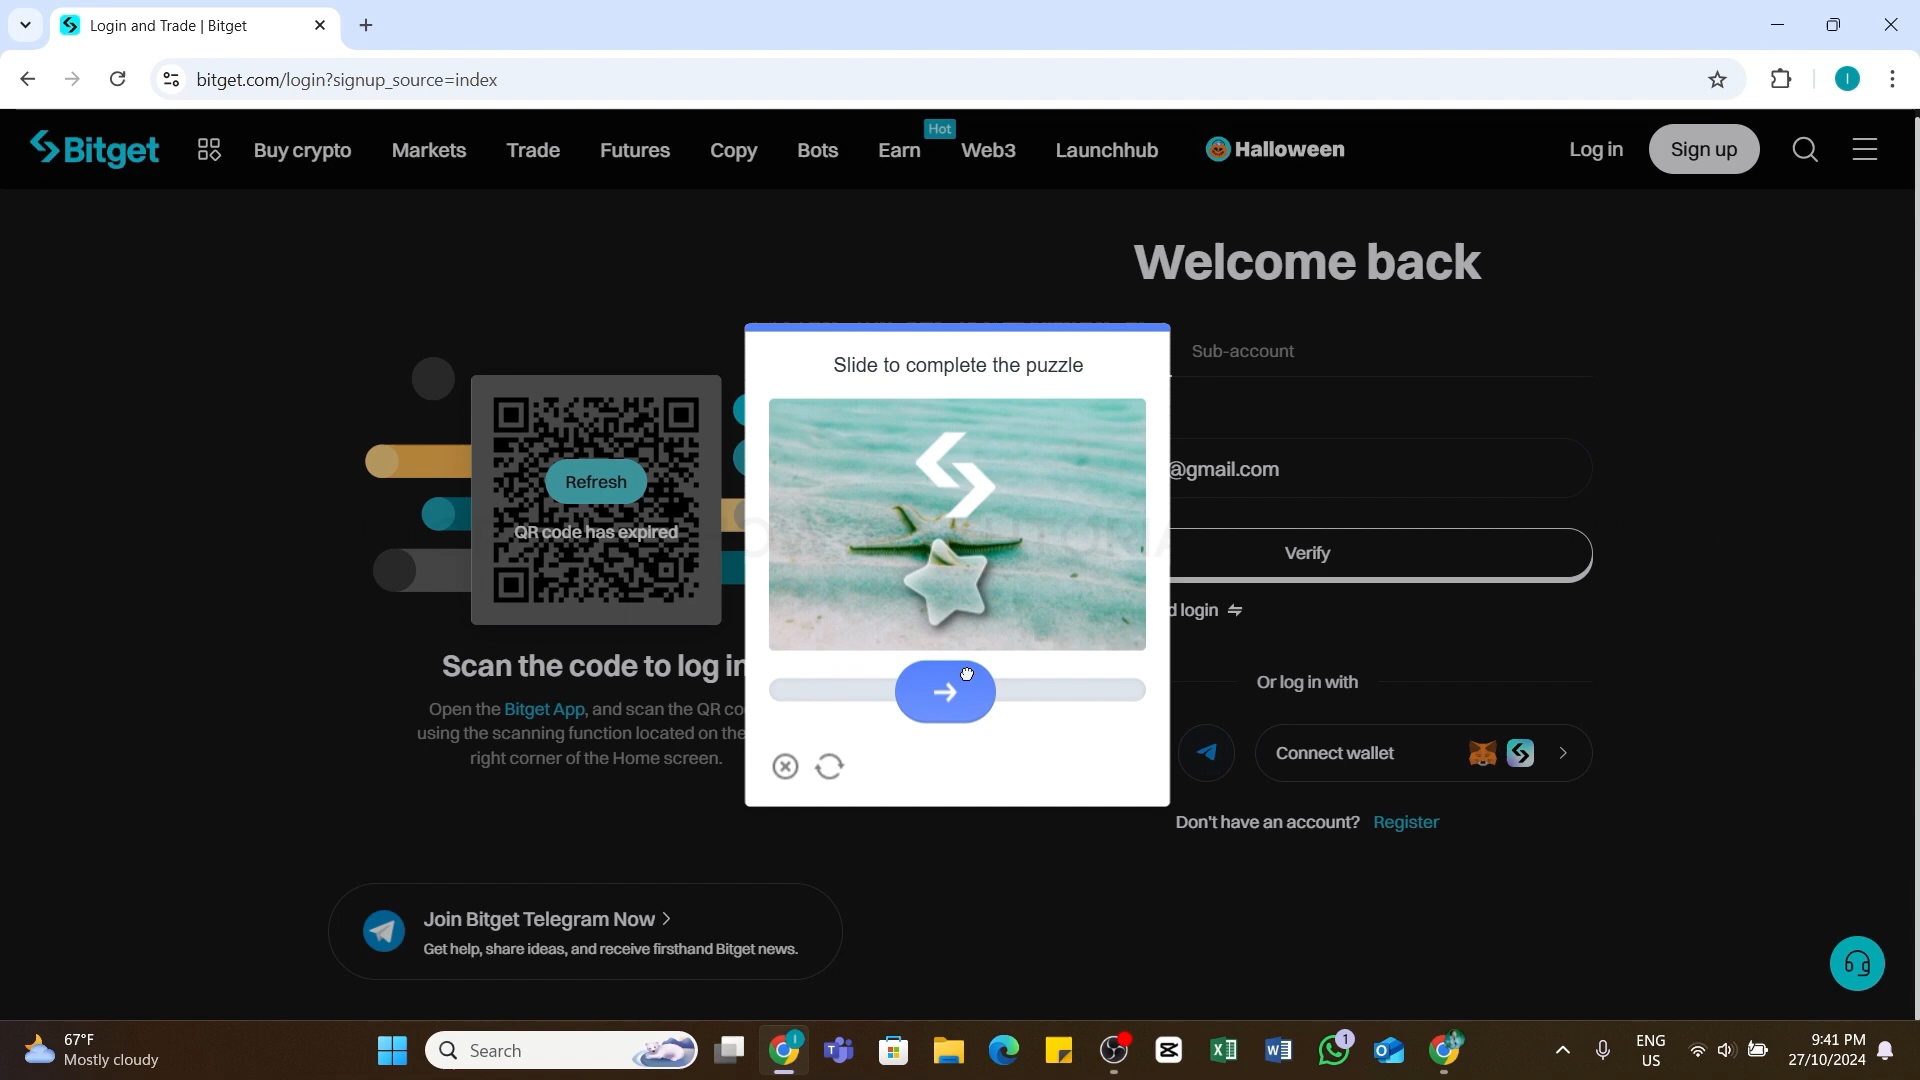 Login and Trade | Bitget
bitget.com/login?signup_source=index
I
Bitget
Buy crypto
Markets
Trade
Futures
Copy
Bots
Earn
Hot
Web3
Launchhub
Halloween
Log in
Sign up
Welcome back
Sub-account
Slide to complete the puzzle
@gmail.com
Refresh
QR code has expired
Verify
login
Scan the code to log in
Or log in with
Open the Bitget App, and scan the QR co
using the scanning function located on the
right corner of the Home screen.
Connect wallet
Don't have an account? Register
Join Bitget Telegram Now >
Get help, share ideas, and receive firsthand Bitget news.
67°F
Mostly cloudy
Search
1
ENG
US
9:41 PM
27/10/2024